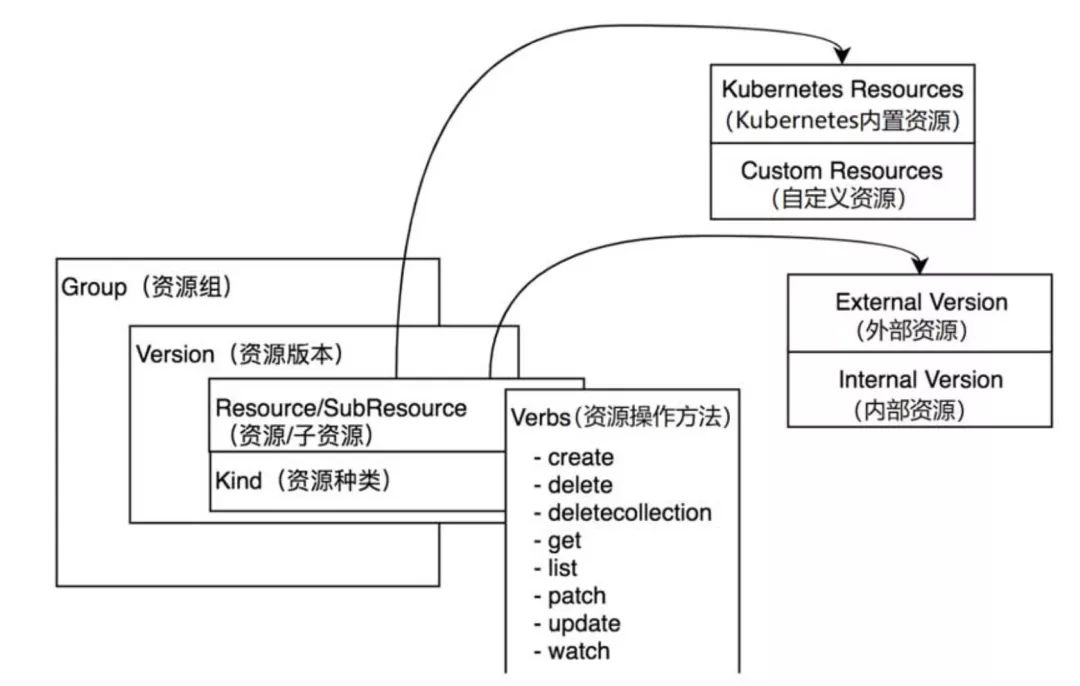 Kubernetes Resources
(Kubernetes内置资源)
Custom Resources
(自定义资源)
Group（资源组）
Version（资源版本）
External Version
(外部资源)
Internal Version
(内部资源)
Resource/SubResource
（资源/子资源）
Kind（资源种类）
Verbs(资源操作方法)
- create
- delete
- deletecollection
- get
- list
- patch
- update
- watch